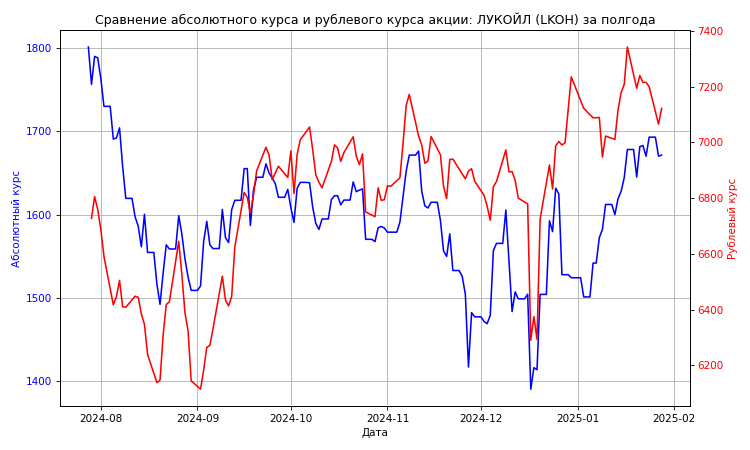 Сравнение абсолютного курса и рублевого курса акции: ЛУКОЙЛ (LKOH) за полгода
Абсолютный курс
1800
1700
1600
1500
1400
7400
7200
7000
6800
6600
6400
6200
Рублевый курс
2024-08 2024-09 2024-10 2024-11 2024-12 2025-01 2025-02
Дата